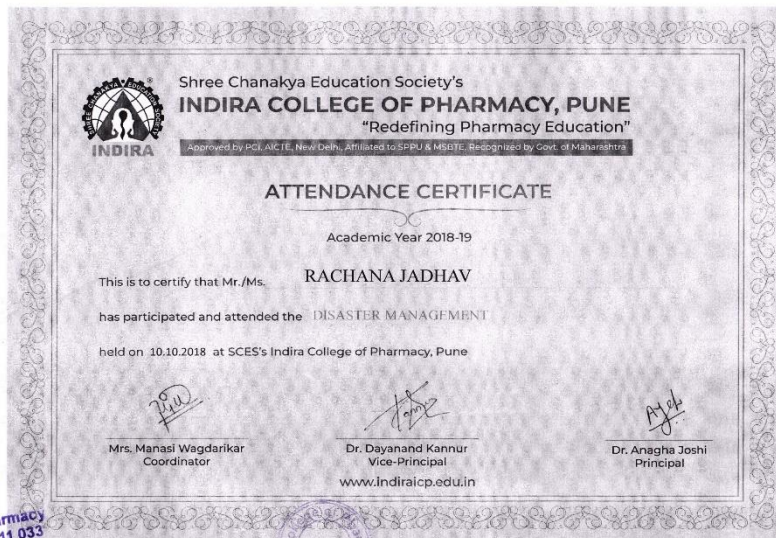 Shree Chanakya Education Society's
INDIRA COLLEGE OF PHARMACY, PUNE
"Redefining Pharmacy Education"
Approved by PCI, AICTE, New Delhi, Affiliated to SPPU & MSBTE, Recognized by Govt. of Maharashtra
SHREE CHANAKYA EDUCATION SOCIETY
®
INDIRA
ATTENDANCE CERTIFICATE
Academic Year 2018-19
This is to certify that Mr./Ms. RACHANA JADHAV
has participated and attended the DISASTER MANAGEMENT
held on 10.10.2018 at SCES's Indira College of Pharmacy, Pune
Mrs. Manasi Wagdarikar
Coordinator
Dr. Dayanand Kannur
Vice-Principal
Dr. Anagha Joshi
Principal
www.indiraicp.edu.in